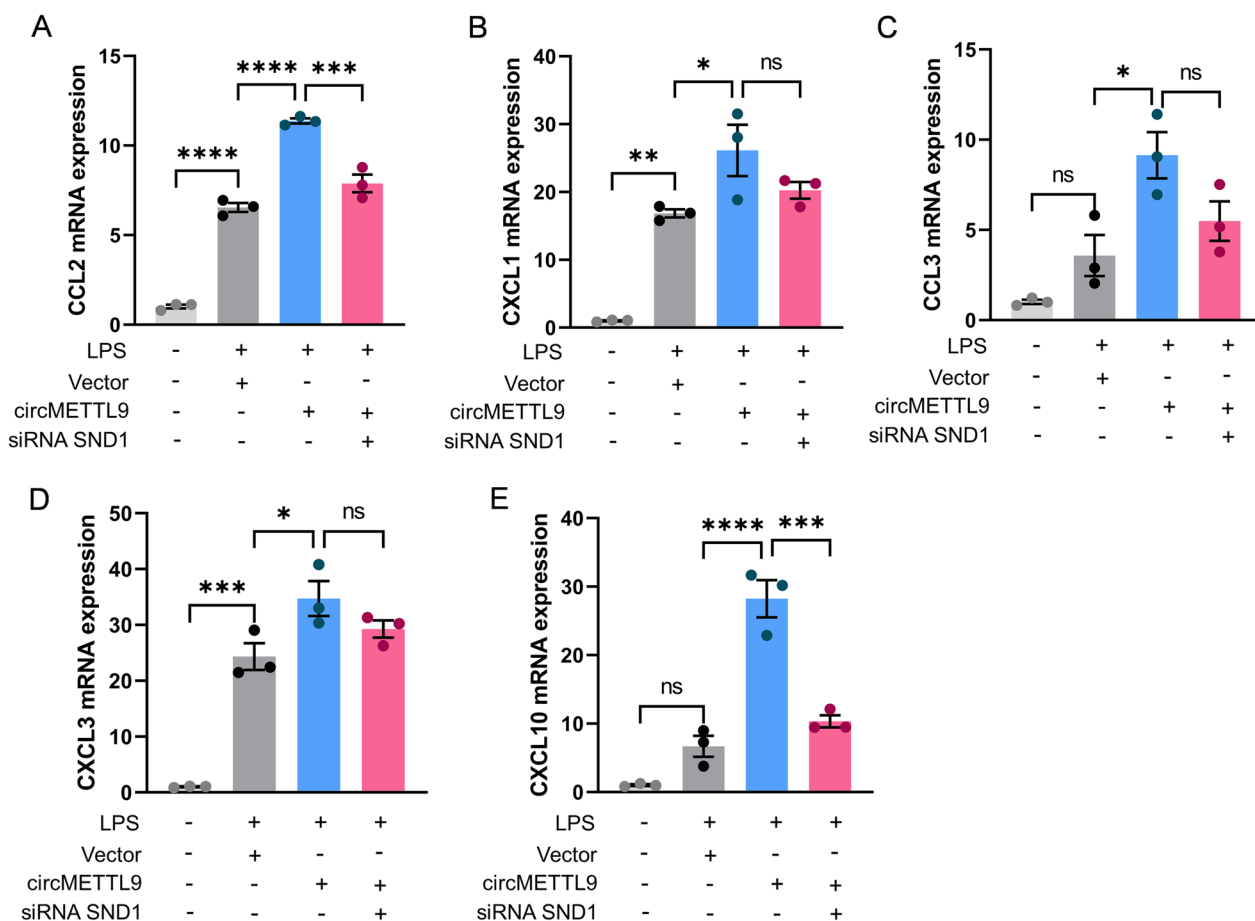 A
CCL2 mRNA expression
15
10
5
0
**** **** ***
LPS - + + +
Vector - + - -
circMETTL9 - - + +
siRNA SND1 - - - +
B
CXCL1 mRNA expression
40
30
20
10
0
** * ns
LPS - + + +
Vector - + - -
circMETTL9 - - + +
siRNA SND1 - - - +
C
CCL3 mRNA expression
15
10
5
0
ns * ns
LPS - + + +
Vector - + - -
circMETTL9 - - + +
siRNA SND1 - - - +
D
CXCL3 mRNA expression
50
40
30
20
10
0
*** * ns
LPS - + + +
Vector - + - -
circMETTL9 - - + +
siRNA SND1 - - - +
E
CXCL10 mRNA expression
40
30
20
10
0
ns **** ***
LPS - + + +
Vector - + - -
circMETTL9 - - + +
siRNA SND1 - - - +